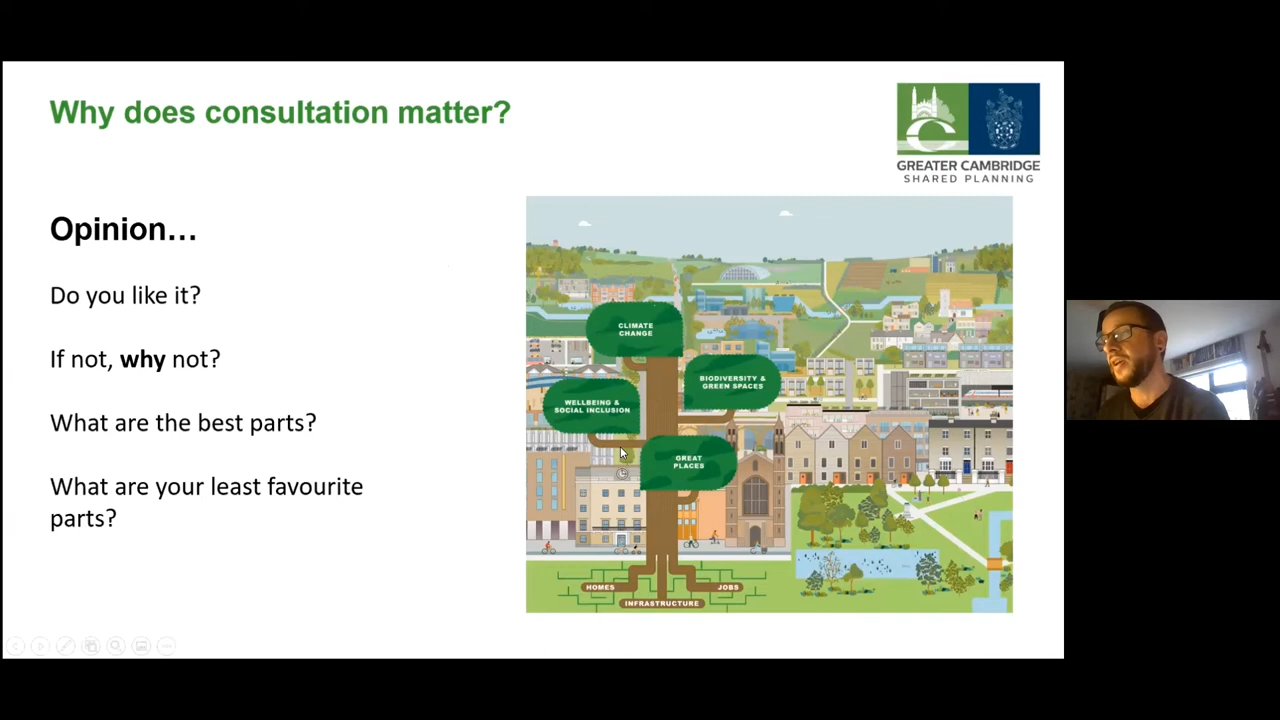 Why does consultation matter?
GREATER CAMBRIDGE
SHARED PLANNING
Opinion…
Do you like it?
If not, why not?
What are the best parts?
What are your least favourite
parts?
CLIMATE
CHANGE
BIODIVERSITY &
GREEN SPACES
WELLBEING &
SOCIAL INCLUSION
GREAT
PLACES
HOMES
JOBS
INFRASTRUCTURE